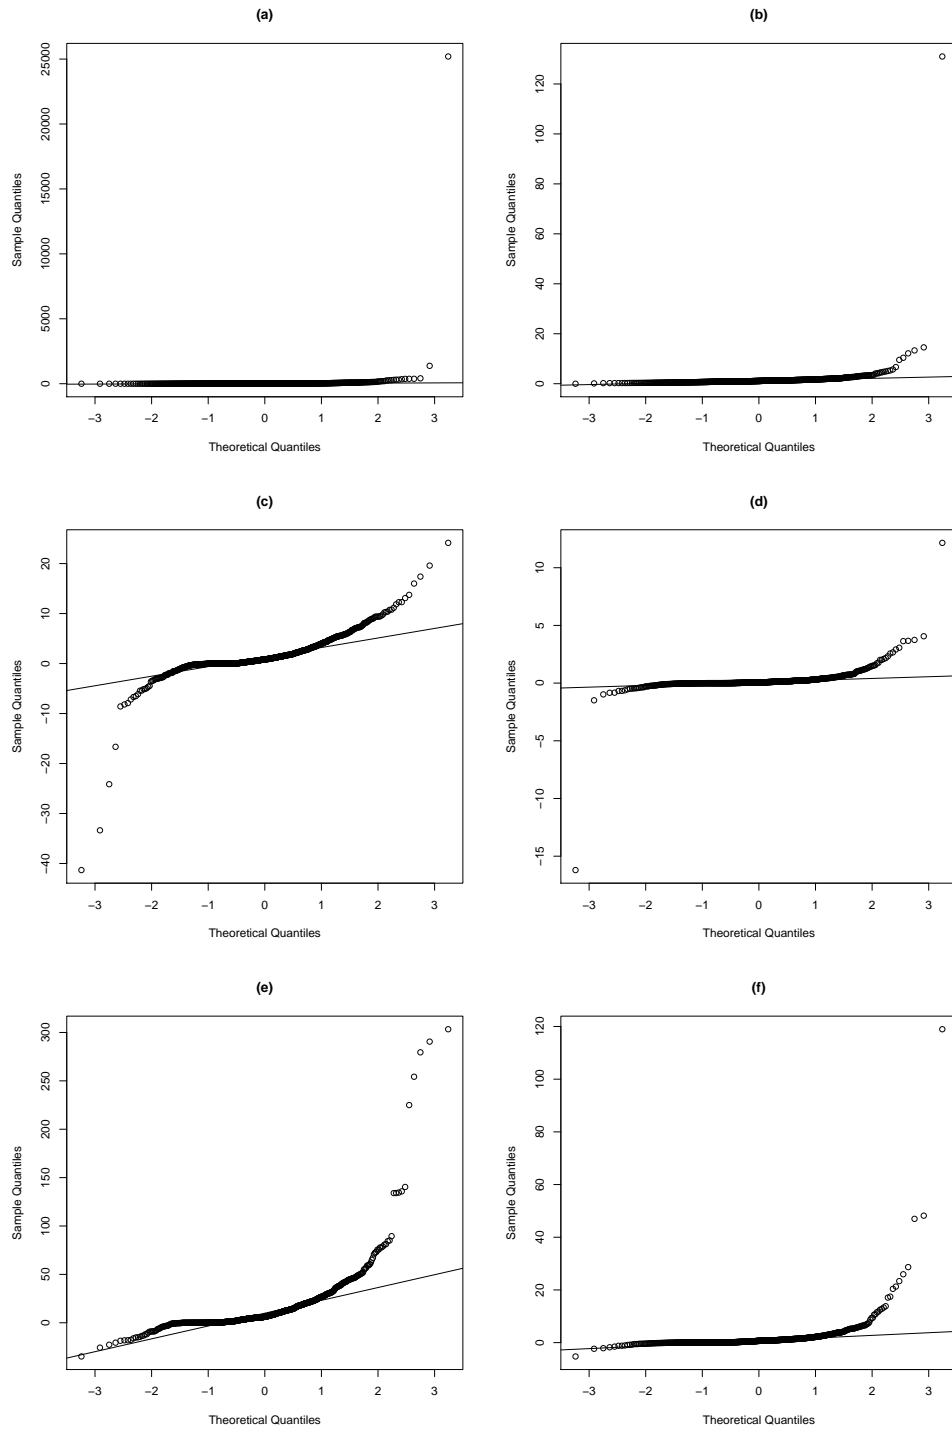 (a)
(b)
Sample Quantiles
0
5000
10000
15000
20000
25000
−3 −2 −1 0 1 2 3
Theoretical Quantiles
Sample Quantiles
0
20
40
60
80
100
120
−3 −2 −1 0 1 2 3
Theoretical Quantiles
(c)
(d)
Sample Quantiles
−40
−30
−20
−10
0
10
20
−3 −2 −1 0 1 2 3
Theoretical Quantiles
Sample Quantiles
−15
−10
−5
0
5
10
−3 −2 −1 0 1 2 3
Theoretical Quantiles
(e)
(f)
Sample Quantiles
0
50
100
150
200
250
300
−3 −2 −1 0 1 2 3
Theoretical Quantiles
Sample Quantiles
0
20
40
60
80
100
120
−3 −2 −1 0 1 2 3
Theoretical Quantiles